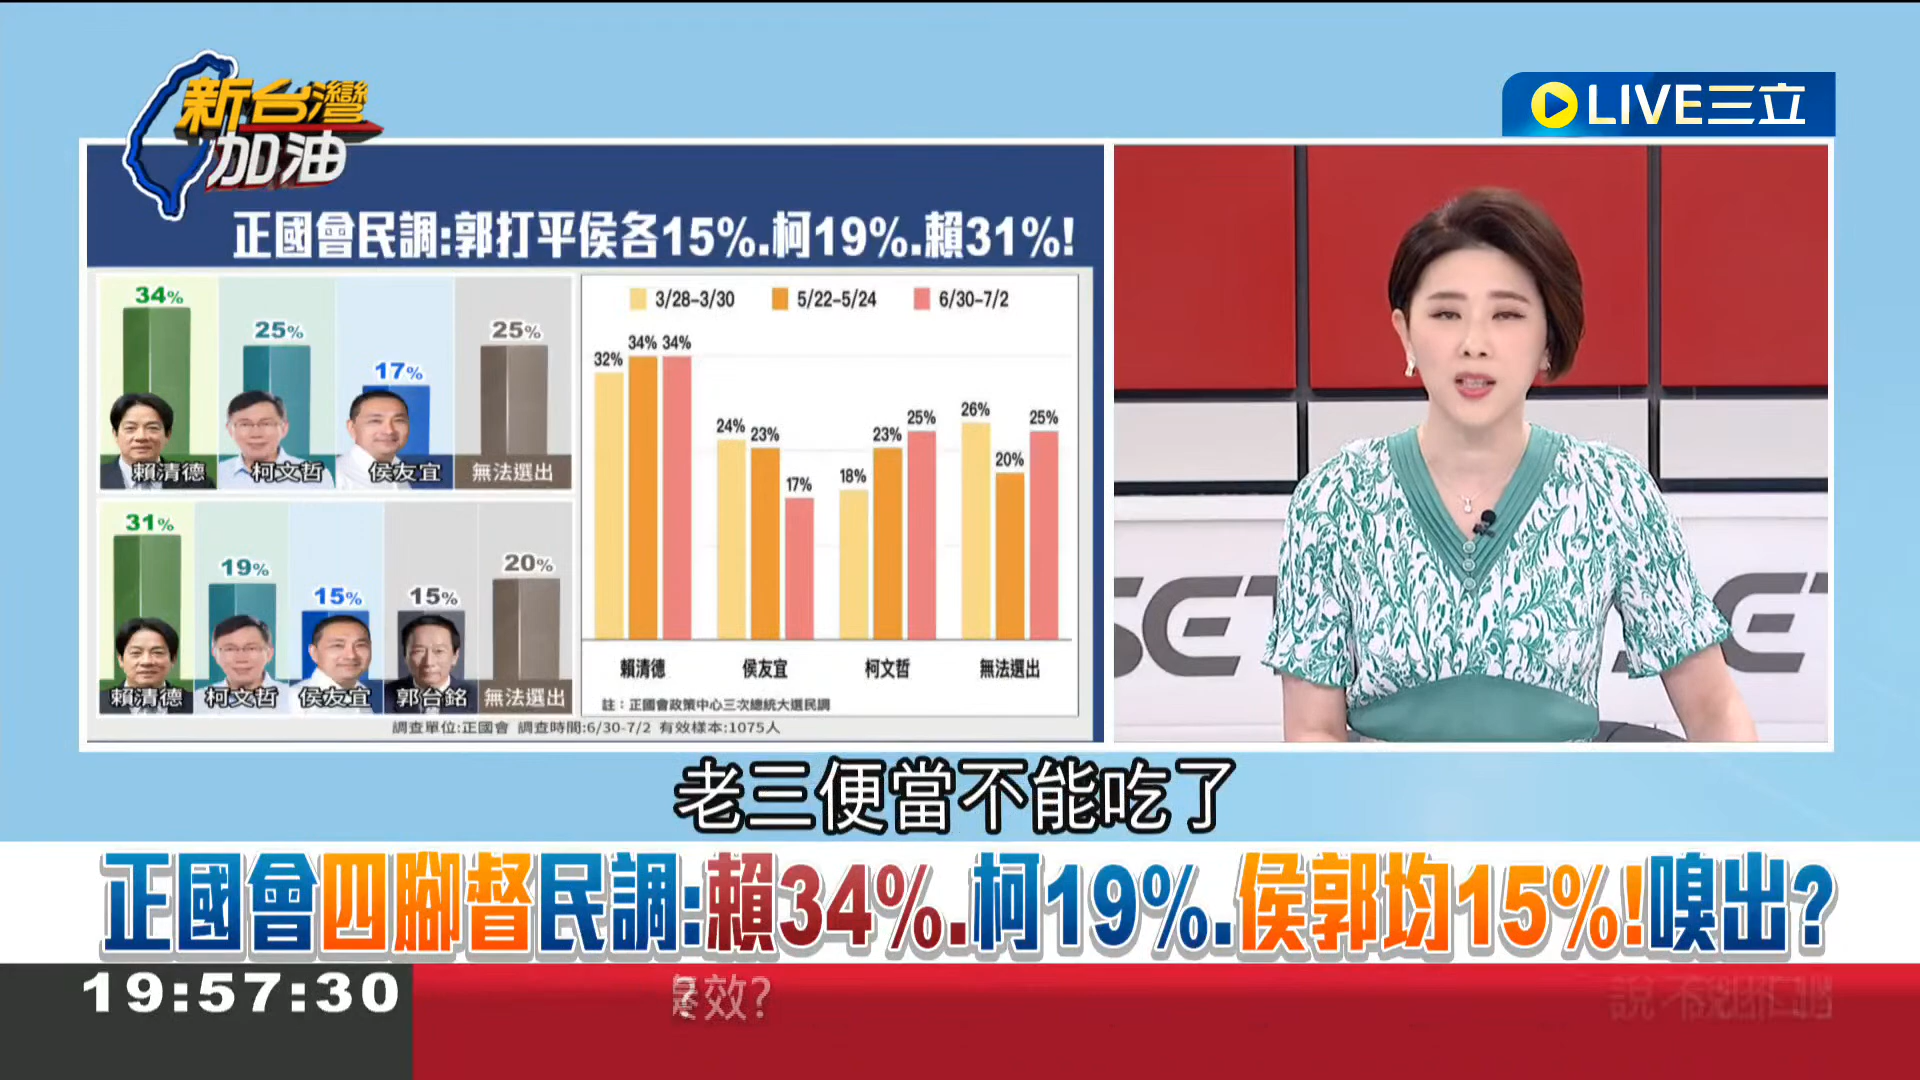 新台灣
加油
LIVE三立
正國會民調:郭打平侯各15%.柯19%.賴31%!
34%
25%
17%
25%
賴清德
柯文哲
侯友宜
無法選出
31%
19%
15%
15%
20%
賴清德
柯文哲
侯友宜
郭台銘
無法選出
3/28-3/30
5/22-5/24
6/30-7/2
32%
34%
34%
24%
23%
17%
18%
23%
25%
26%
20%
25%
賴清德
侯友宜
柯文哲
無法選出
註：正國會政策中心三次總統大選民調
調查單位:正國會 調查時間:6/30-7/2 有效樣本:1075人
SET
老三便當不能吃了
正國會四腳督民調:賴34%.柯19%.侯郭均15%!嗅出?
19:57:30
效?